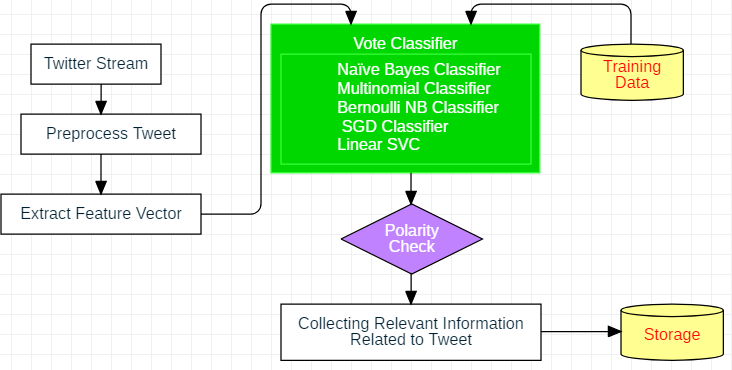 Twitter Stream
Preprocess Tweet
Extract Feature Vector
Vote Classifier
Naïve Bayes Classifier
Multinomial Classifier
Bernoulli NB Classifier
SGD Classifier
Linear SVC
Training
Data
Polarity
Check
Collecting Relevant Information
Related to Tweet
Storage